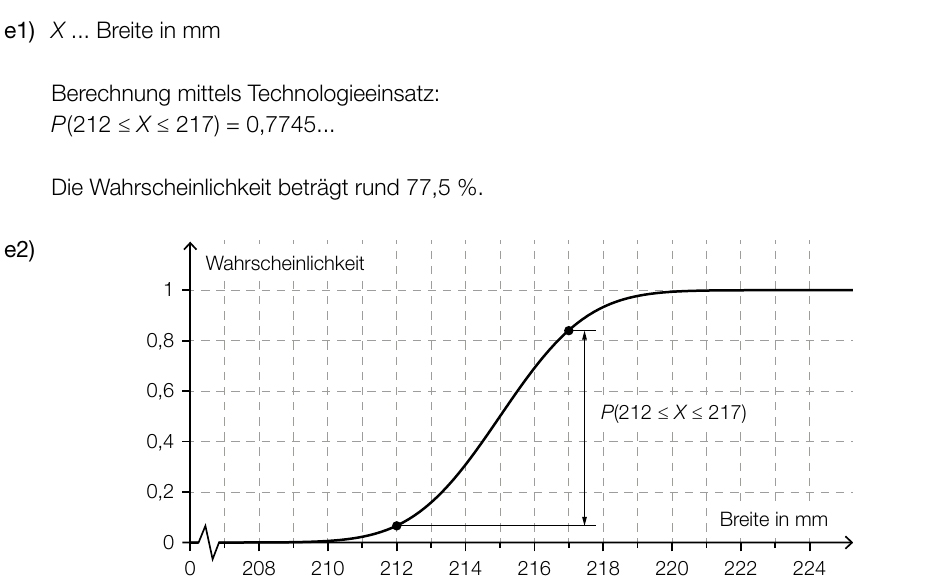 e1) X ... Breite in mm
Berechnung mittels Technologieeinsatz:
P(212 ≤ X ≤ 217) = 0,7745...
Die Wahrscheinlichkeit beträgt rund 77,5 %.
e2)
Wahrscheinlichkeit
1
0,8
0,6
P(212 ≤ X ≤ 217)
0,4
0,2
Breite in mm
0
0 208 210 212 214 216 218 220 222 224